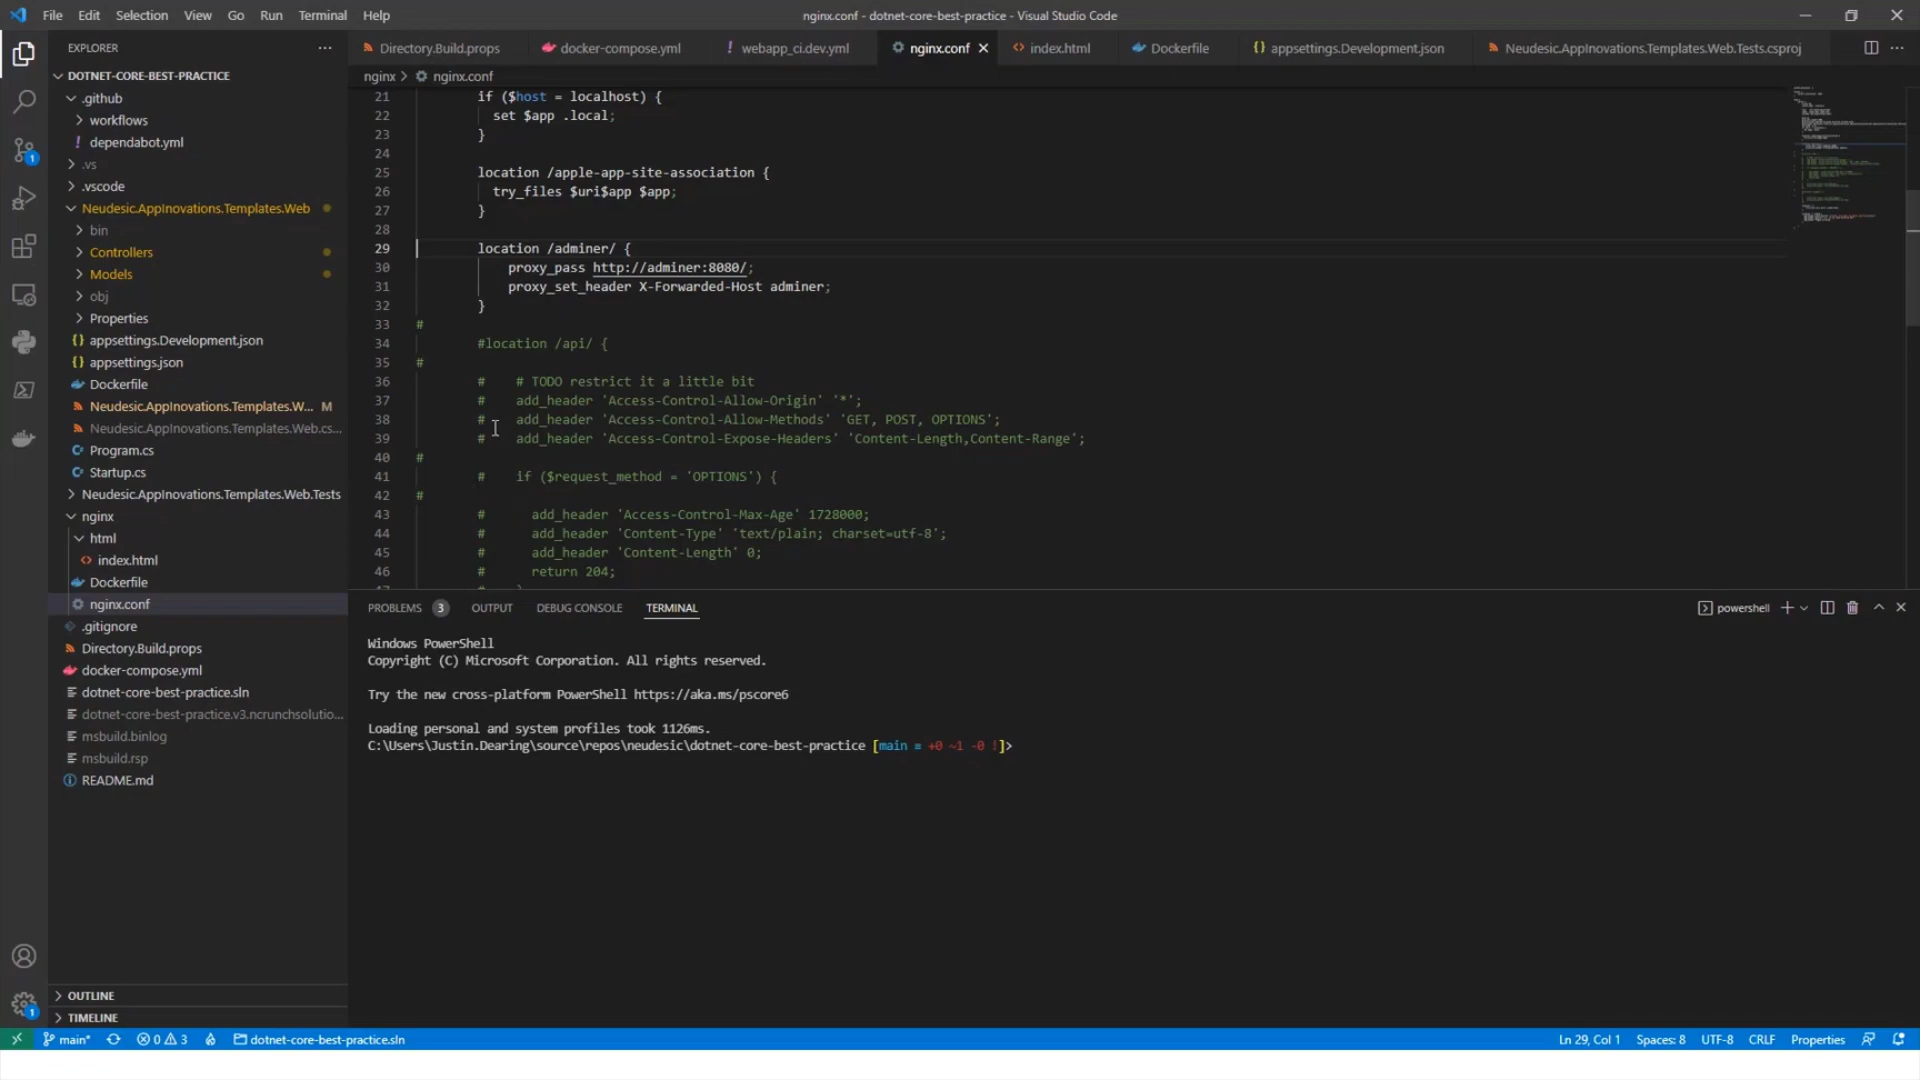 File Edit Selection View Go Run Terminal Help
nginx.conf - dotnet-core-best-practice - Visual Studio Code
EXPLORER
DOTNET-CORE-BEST-PRACTICE
.github
workflows
! dependabot.yml
.vs
.vscode
Neudesic.AppInovations.Templates.Web
bin
Controllers
Models
obj
Properties
{} appsettings.Development.json
{} appsettings.json
Dockerfile
Neudesic.AppInovations.Templates.W... M
Neudesic.AppInovations.Templates.Web.cs...
Program.cs
Startup.cs
Neudesic.AppInovations.Templates.Web.Tests
nginx
html
<> index.html
Dockerfile
nginx.conf
.gitignore
Directory.Build.props
docker-compose.yml
dotnet-core-best-practice.sln
dotnet-core-best-practice.v3.ncrunchsolutio...
msbuild.binlog
msbuild.rsp
README.md
OUTLINE
TIMELINE
1
1
Directory.Build.props docker-compose.yml ! webapp_ci.dev.yml nginx.conf <> index.html Dockerfile {} appsettings.Development.json Neudesic.AppInovations.Templates.Web.Tests.csproj
nginx > nginx.conf
21 if ($host = localhost) {
22 set $app .local;
23 }
24
25 location /apple-app-site-association {
26 try_files $uri$app $app;
27 }
28
29 location /adminer/ {
30 proxy_pass http://adminer:8080/;
31 proxy_set_header X-Forwarded-Host adminer;
32 }
33 #
34 #location /api/ {
35 #
36 # # TODO restrict it a little bit
37 # add_header 'Access-Control-Allow-Origin' '*';
38 # add_header 'Access-Control-Allow-Methods' 'GET, POST, OPTIONS';
39 # add_header 'Access-Control-Expose-Headers' 'Content-Length,Content-Range';
40 #
41 # if ($request_method = 'OPTIONS') {
42 #
43 # add_header 'Access-Control-Max-Age' 1728000;
44 # add_header 'Content-Type' 'text/plain; charset=utf-8';
45 # add_header 'Content-Length' 0;
46 # return 204;
PROBLEMS 3 OUTPUT DEBUG CONSOLE TERMINAL
powershell
Windows PowerShell
Copyright (C) Microsoft Corporation. All rights reserved.
Try the new cross-platform PowerShell https://aka.ms/pscore6
Loading personal and system profiles took 1126ms.
C:\Users\Justin.Dearing\source\repos\neudesic\dotnet-core-best-practice [main ≡ +0 ~1 -0 !]>
main* 0 3 dotnet-core-best-practice.sln
Ln 29, Col 1 Spaces: 8 UTF-8 CRLF Properties